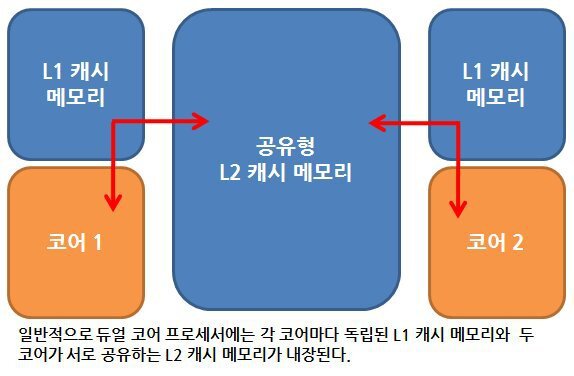 L1 캐시
메모리
공유형
L2 캐시 메모리
L1 캐시
메모리
코어 1
코어 2
일반적으로 듀얼 코어 프로세서에는 각 코어마다 독립된 L1 캐시 메모리와 두
코어가 서로 공유하는 L2 캐시 메모리가 내장된다.